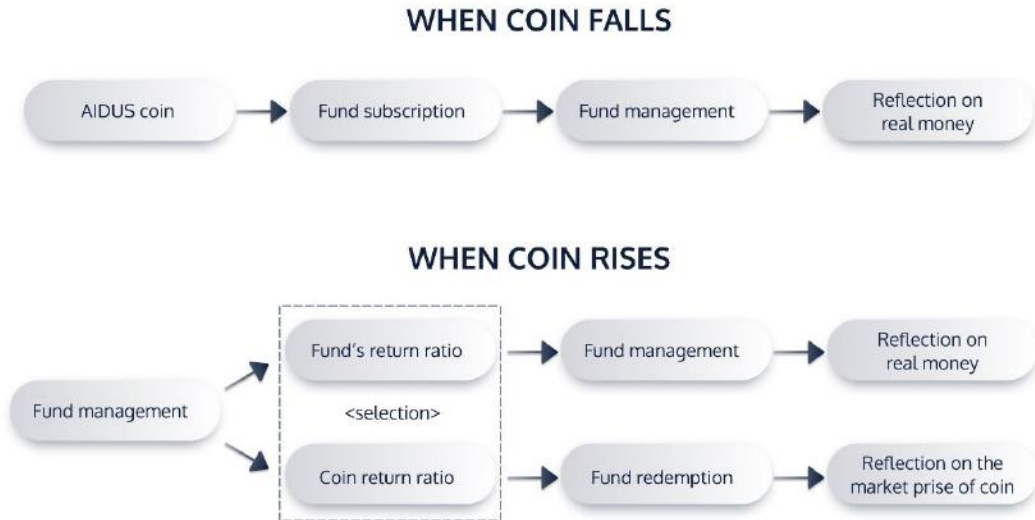 WHEN COIN FALLS
AIDUS coin
Fund subscription
Fund management
Reflection on
real money
WHEN COIN RISES
Fund management
Fund's return ratio
<selection>
Coin return ratio
Fund management
Reflection on
real money
Fund redemption
Reflection on the
market prise of coin